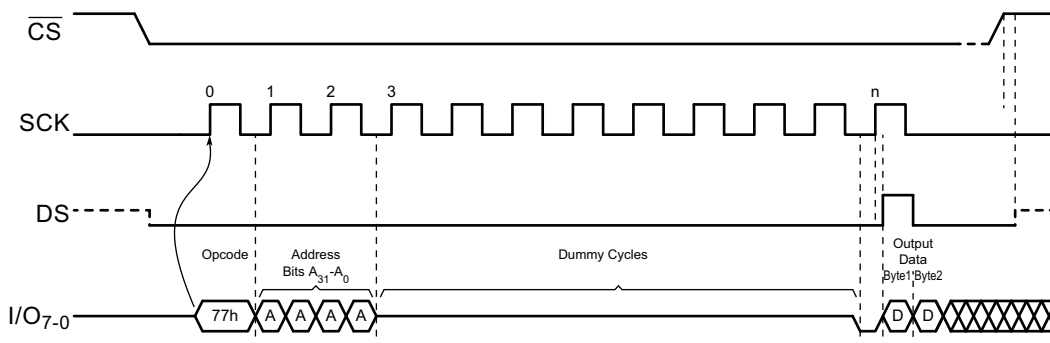 CS
0 1 2 3 n
SCK
DS
Opcode Address Dummy Cycles Output
Bits A31-A0 Data
Byte1 Byte2
I/O7-0 77h A A A A D D